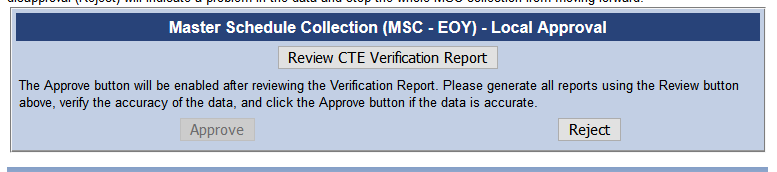 disapproval (Reject) will indicate a problem in the data and stop the whole MSC collection from moving forward.
Master Schedule Collection (MSC - EOY) - Local Approval
Review CTE Verification Report
The Approve button will be enabled after reviewing the Verification Report. Please generate all reports using the Review button
above, verify the accuracy of the data, and click the Approve button if the data is accurate.
Approve Reject